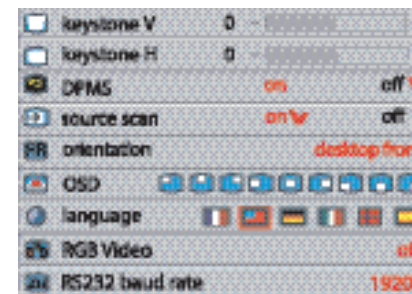 keystone V 0 -
keystone H 0 -
DPMS on off
source scan on off
orientation desktop fron
OSD
language
RGB Video
RS232 baud rate 1920